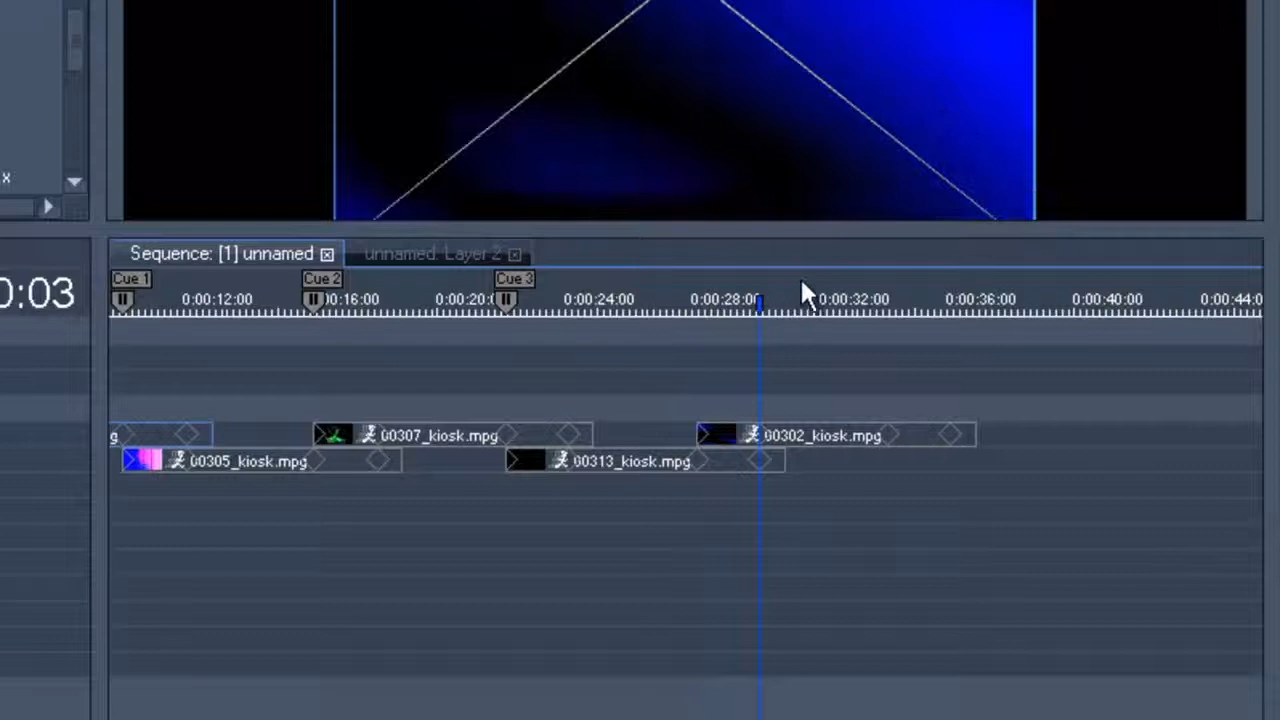 x
Sequence: [1] unnamed unnamed: Layer 2
Cue 1 Cue 2 Cue 3
0:03
0:00:12:00 0:16:00 0:00:20:0 0:00:24:00 0:00:28:00 0:00:32:00 0:00:36:00 0:00:40:00 0:00:44:0
g 00307_kiosk.mpg 00302_kiosk.mpg
00305_kiosk.mpg 00313_kiosk.mpg